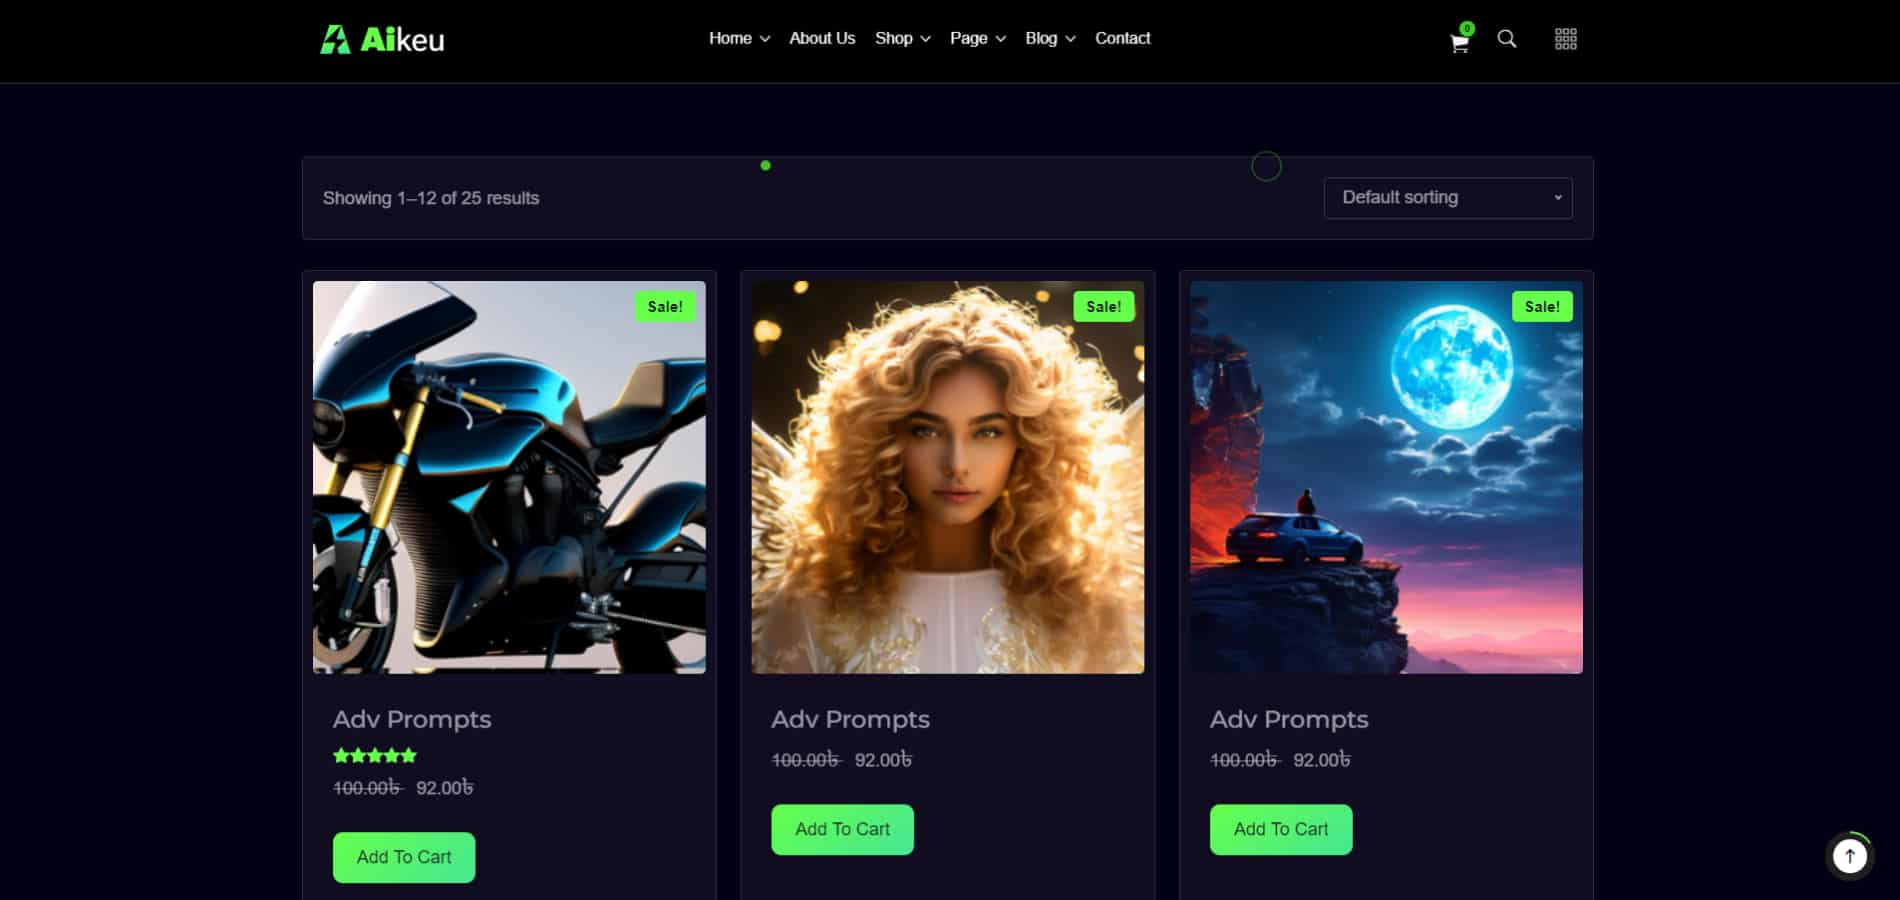 Aikeu
Home About Us Shop Page Blog Contact
0
Showing 1–12 of 25 results
Default sorting
Sale!
Sale!
Sale!
Adv Prompts
100.00৳ 92.00৳
Add To Cart
Adv Prompts
100.00৳ 92.00৳
Add To Cart
Adv Prompts
100.00৳ 92.00৳
Add To Cart